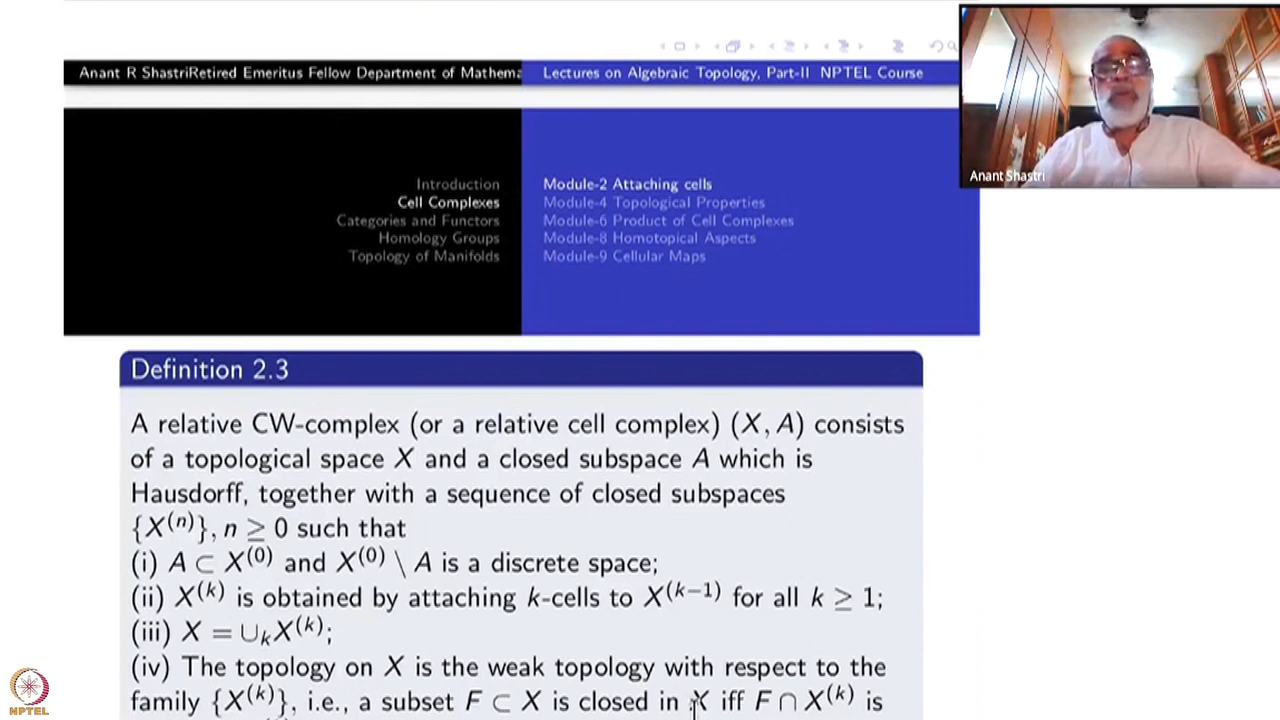 Anant R ShastriRetired Emeritus Fellow Department of Mathema
Lectures on Algebraic Topology, Part-II NPTEL Course
Introduction
Cell Complexes
Categories and Functors
Homology Groups
Topology of Manifolds
Module-2 Attaching cells
Module-4 Topological Properties
Module-6 Product of Cell Complexes
Module-8 Homotopical Aspects
Module-9 Cellular Maps
Anant Shastri
Definition 2.3
A relative CW-complex (or a relative cell complex) (X, A) consists
of a topological space X and a closed subspace A which is
Hausdorff, together with a sequence of closed subspaces
{X^(n)}, n ≥ 0 such that
(i) A ⊂ X^(0) and X^(0) \ A is a discrete space;
(ii) X^(k) is obtained by attaching k-cells to X^(k−1) for all k ≥ 1;
(iii) X = ∪_k X^(k);
(iv) The topology on X is the weak topology with respect to the
family {X^(k)}, i.e., a subset F ⊂ X is closed in X iff F ∩ X^(k) is
NPTEL